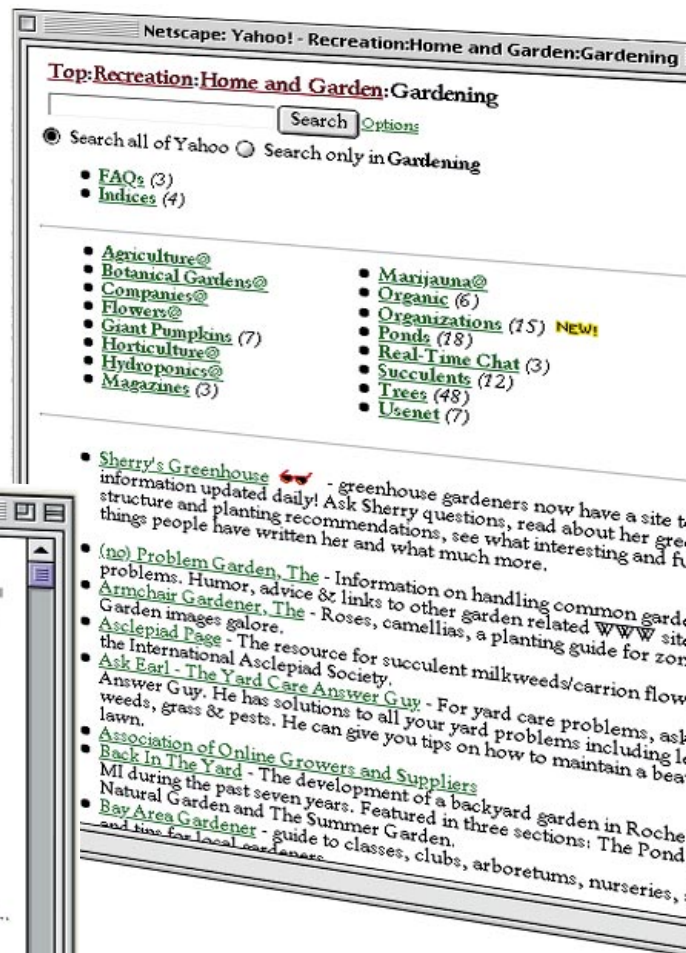 Netscape: Yahoo! - Recreation:Home and Garden:Gardening
Top:Recreation:Home and Garden:Gardening
Search Options
Search all of Yahoo Search only in Gardening
FAQs (3)
Indices (4)
Agriculture@
Botanical Gardens@
Companies@
Flowers@
Giant Pumpkins (7)
Horticulture@
Hydroponics@
Magazines (3)
Marijauna@
Organic (6)
Organizations (15) NEW!
Ponds (18)
Real-Time Chat (3)
Succulents (12)
Trees (48)
Usenet (7)
Sherry's Greenhouse - greenhouse gardeners now have a site
information updated daily! Ask Sherry questions, read about her
structure and planting recommendations, see what interesting and
things people have written her and what much more.
(no) Problem Garden, The - Information on handling common
problems. Humor, advice & links to other garden related WWW
Armchair Gardener, The - Roses, camellias, a planting guide for
Garden images galore.
Asclepiad Page - The resource for succulent milkweeds/carrion
the International Asclepiad Society.
Ask Earl - The Yard Care Answer Guy - For yard care problems, ask
Answer Guy. He has solutions to all your yard problems including
weeds, grass & pests. He can give you tips on how to maintain a
lawn.
Association of Online Growers and Suppliers
Back In The Yard - The development of a backyard garden in
MI during the past seven years. Featured in three sections: The Pond
Natural Garden and The Summer Garden.
Bay Area Gardener - guide to classes, clubs, arboretums, nurseries,
and tips for local gardeners